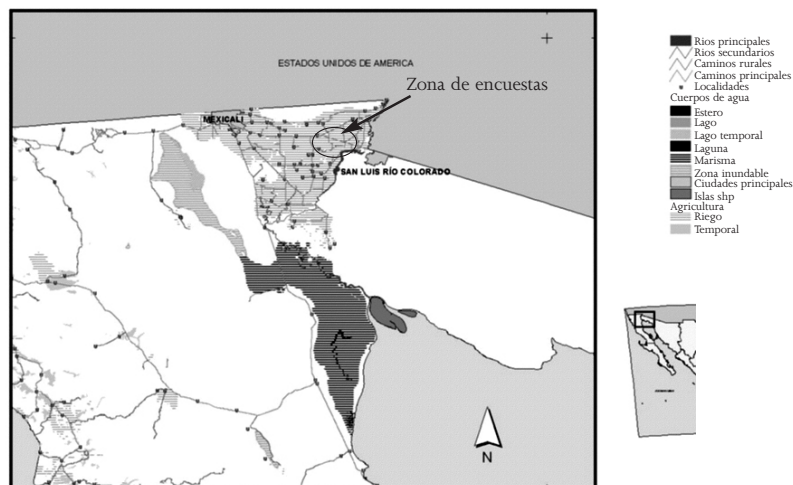 ESTADOS UNIDOS DE AMERICA
Zona de encuestas
MEXICALI
SAN LUIS RÍO COLORADO
N
Rios principales
Rios secundarios
Caminos rurales
Caminos principales
Localidades
Cuerpos de agua
Estero
Lago
Lago temporal
Laguna
Marisma
Zona inundable
Ciudades principales
Islas shp
Agricultura
Riego
Temporal